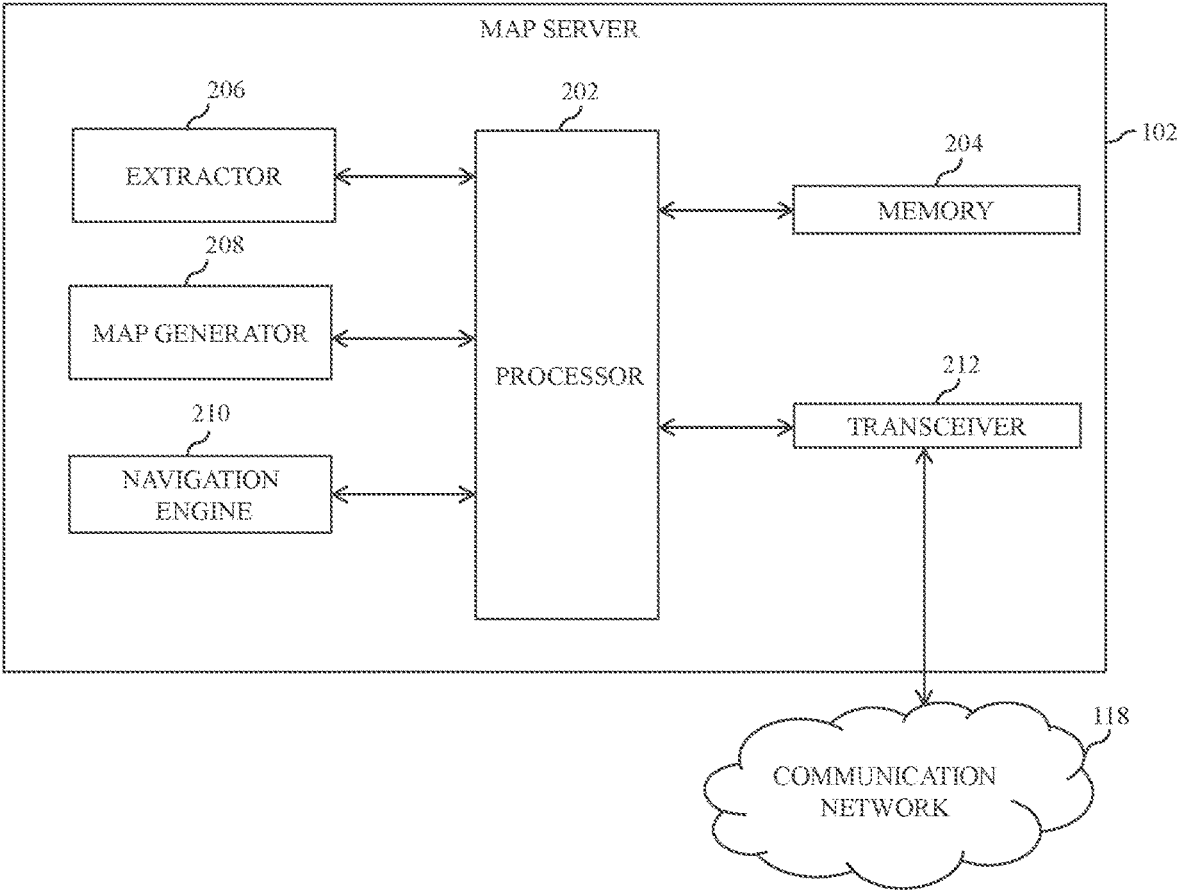 MAP SERVER
206
EXTRACTOR
208
MAP GENERATOR
210
NAVIGATION
ENGINE
202
PROCESSOR
204
MEMORY
212
TRANSCEIVER
102
118
COMMUNICATION
NETWORK